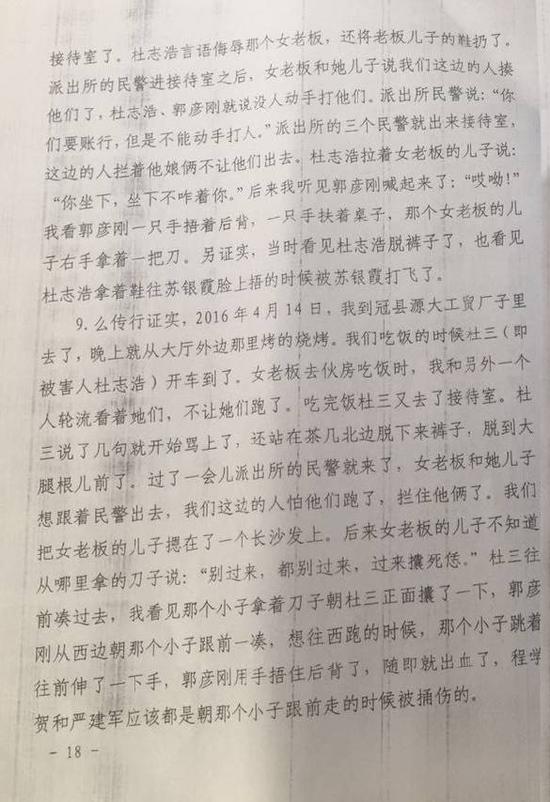 接待室了。杜志浩言语侮辱那个女老板，还将老板儿子的鞋扔了。
派出所的民警进接待室之后，女老板和她儿子说我们这边的人揍
他们了，杜志浩、郭彦刚就说没人动手打他们。派出所民警说：“你
们要账行，但是不能动手打人。”派出所的三个民警就出来接待室，
这边的人拦着他娘俩不让他们出去。杜志浩拉着女老板的儿子说：
“你坐下，坐下不咋着你。”后来我听见郭彦刚喊起来了：“哎呦！”
我看郭彦刚一只手捂着后背，一只手扶着桌子，那个女老板的儿
子右手拿着一把刀。另证实，当时看见杜志浩脱裤子了，也看见
杜志浩拿着鞋往苏银霞脸上捂的时候被苏银霞打飞了。
9.么传行证实，2016年4月14日，我到冠县源大工贸厂子里
去了，晚上就从大厅外边那里烤的烧烤。我们吃饭的时候杜三（即
被害人杜志浩）开车到了。女老板去伙房吃饭时，我和另外一个
人轮流看着她们，不让她们跑了。吃完饭杜三又去了接待室。杜
三说了几句就开始骂上了，还站在茶几北边脱下来裤子，脱到大
腿根儿前了。过了一会儿派出所的民警就来了，女老板和她儿子
想跟着民警出去，我们这边的人怕他们跑了，拦住他俩了。我们
把女老板的儿子摁在了一个长沙发上。后来女老板的儿子不知道
从哪里拿的刀子说：“别过来，都别过来，过来攮死恁。”杜三往
前凑过去，我看见那个小子拿着刀子朝杜三正面攮了一下，郭彦
刚从西边朝那个小子跟前一凑，想往西跑的时候，那个小子跳着
往前伸了一下手，郭彦刚用手捂住后背了，随即就出血了，程学
贺和严建军应该都是朝那个小子跟前走的时候被捅伤的。
- 18 -